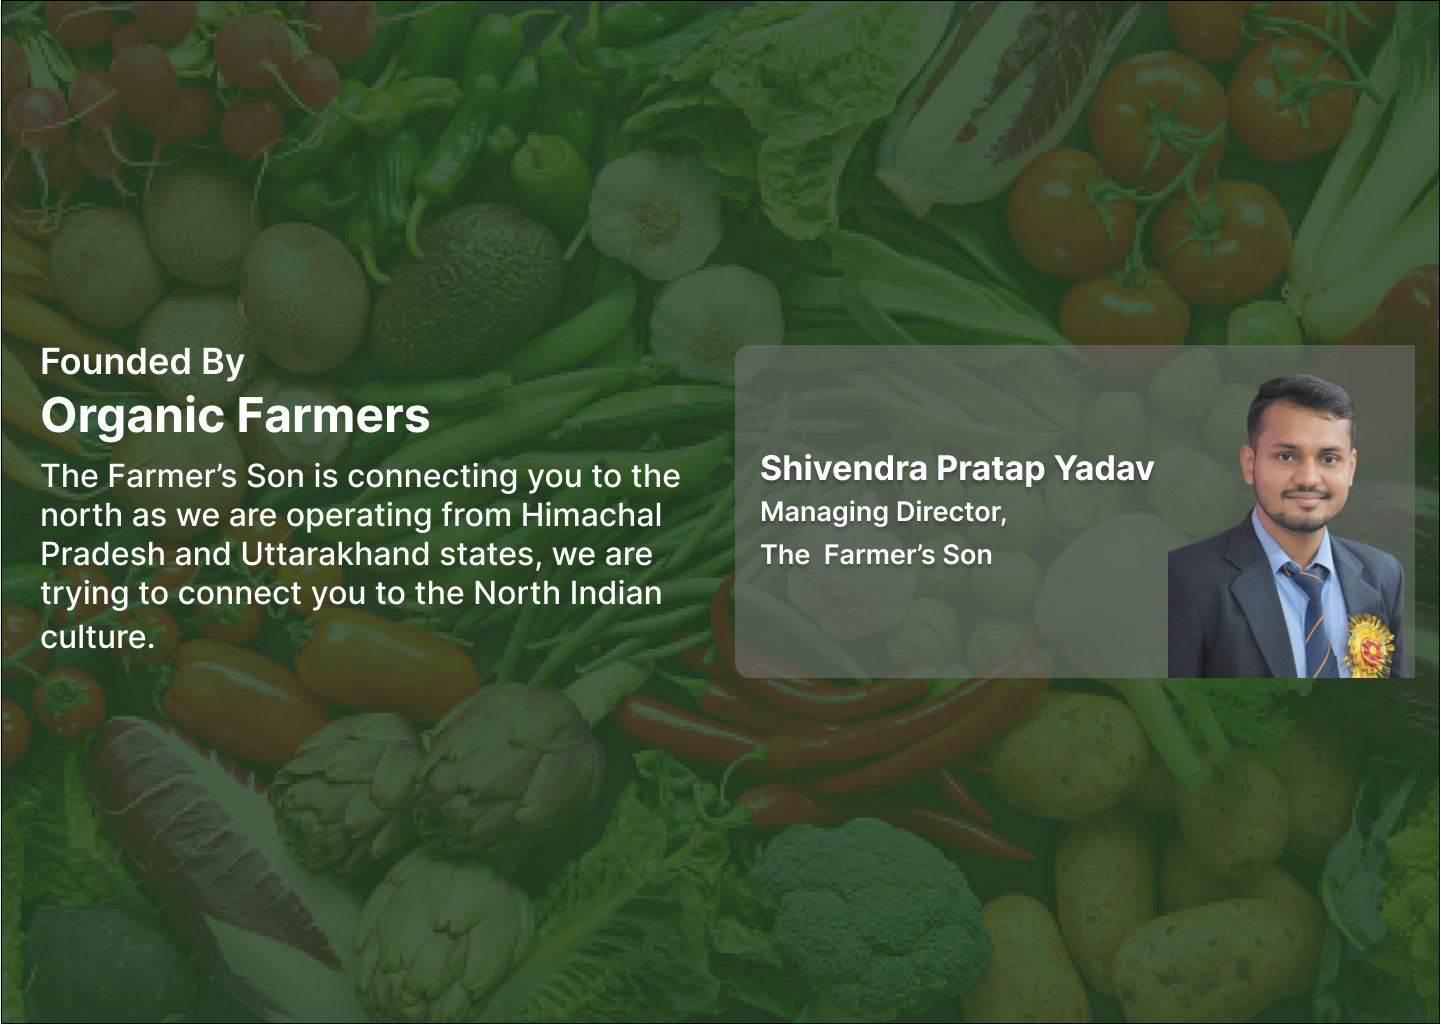 Founded By
Organic Farmers
The Farmer’s Son is connecting you to the
north as we are operating from Himachal
Pradesh and Uttarakhand states, we are
trying to connect you to the North Indian
culture.
Shivendra Pratap Yadav
Managing Director,
The  Farmer’s Son